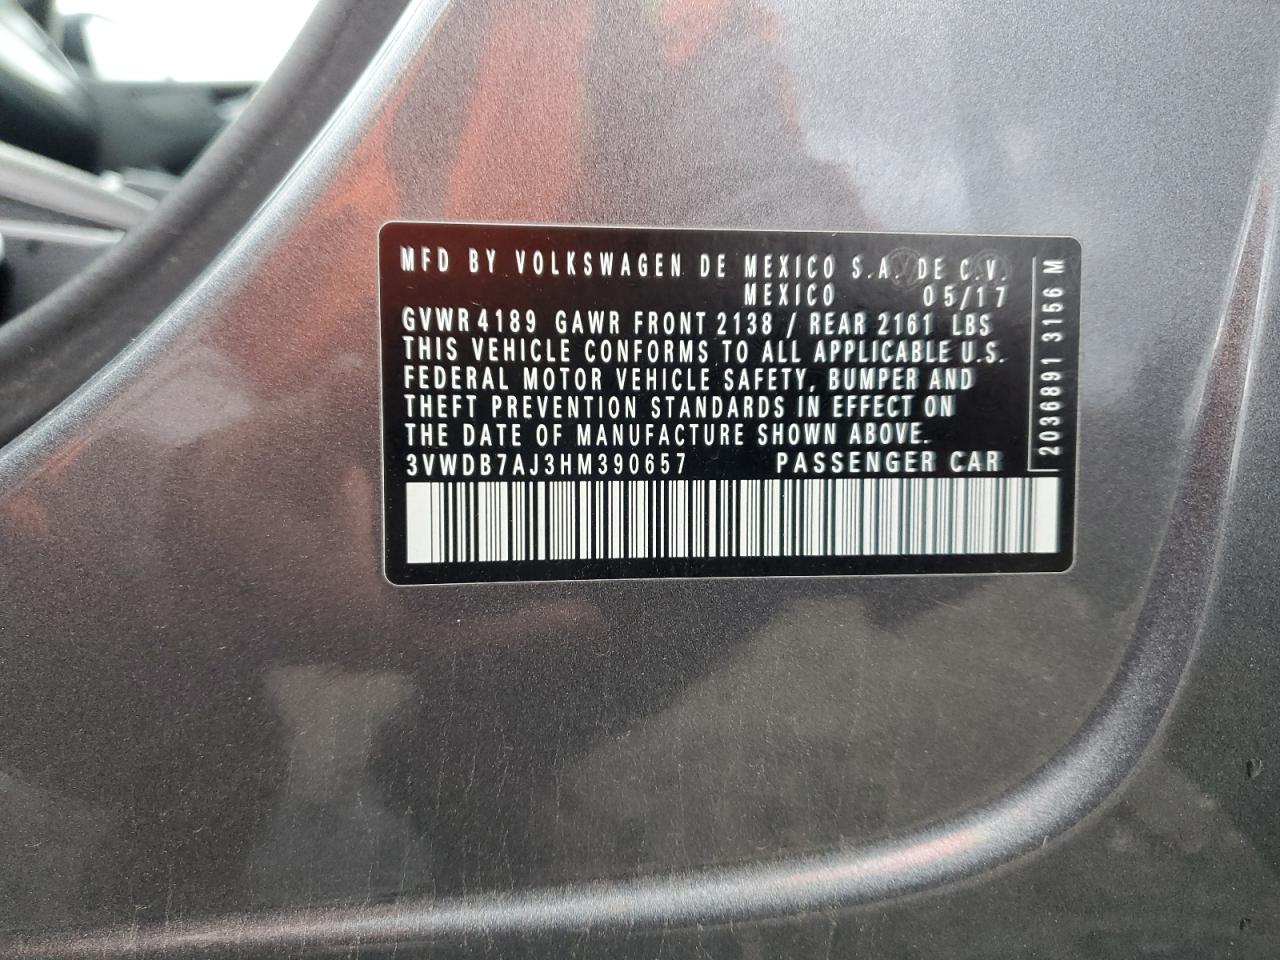 MFD BY VOLKSWAGEN DE MEXICO S.A. DE C.V.
MEXICO 05/17
GVWR 4189 GAWR FRONT 2138 / REAR 2161 LBS
THIS VEHICLE CONFORMS TO ALL APPLICABLE U.S.
FEDERAL MOTOR VEHICLE SAFETY, BUMPER AND
THEFT PREVENTION STANDARDS IN EFFECT ON
THE DATE OF MANUFACTURE SHOWN ABOVE.
3VWDB7AJ3HM390657 PASSENGER CAR
2036891 3156 M